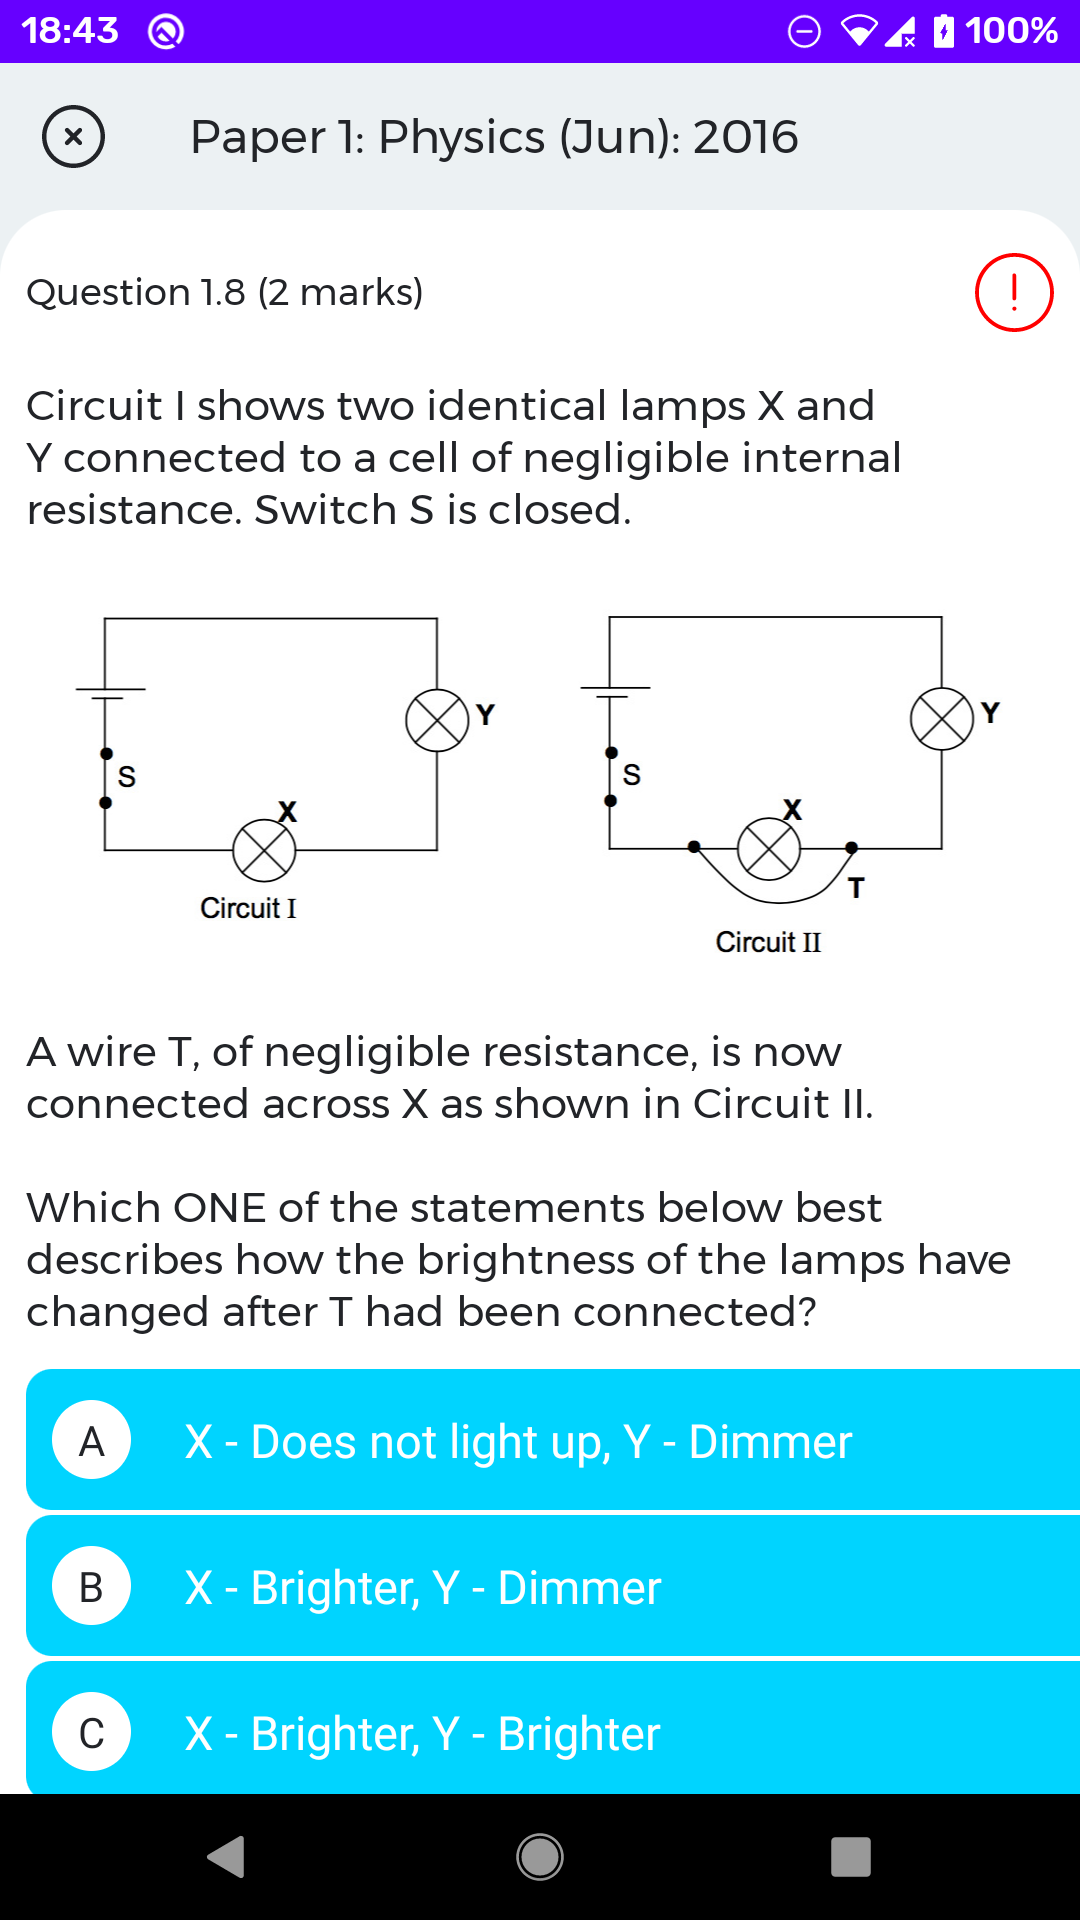 18:43
100%
Paper 1: Physics (Jun): 2016
Question 1.8 (2 marks)
Circuit I shows two identical lamps X and
Y connected to a cell of negligible internal
resistance. Switch S is closed.
Y
S
X
Circuit I
Y
S
X
T
Circuit II
A wire T, of negligible resistance, is now
connected across X as shown in Circuit II.
Which ONE of the statements below best
describes how the brightness of the lamps have
changed after T had been connected?
A X - Does not light up, Y - Dimmer
B X - Brighter, Y - Dimmer
C X - Brighter, Y - Brighter